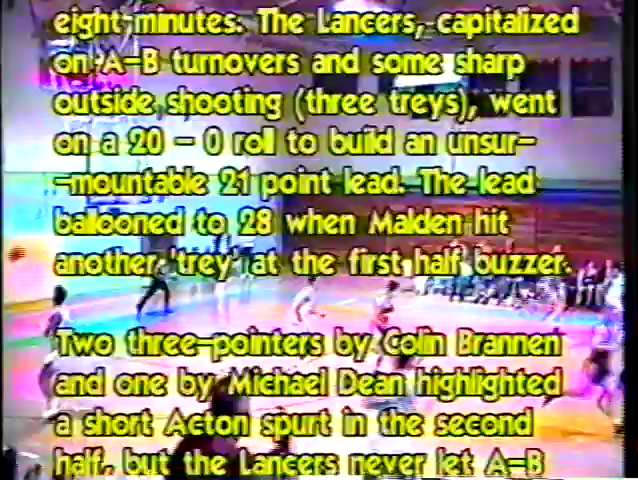 eight minutes. The Lancers, capitalized
on A-B turnovers and some sharp
outside shooting (three treys), went
on a 20 - 0 roll to build an unsur-
-mountable 21 point lead. The lead
ballooned to 28 when Malden hit
another 'trey' at the first half buzzer.
Two three-pointers by Colin Brannen
and one by Michael Dean highlighted
a short Acton spurt in the second
half, but the Lancers never let A-B